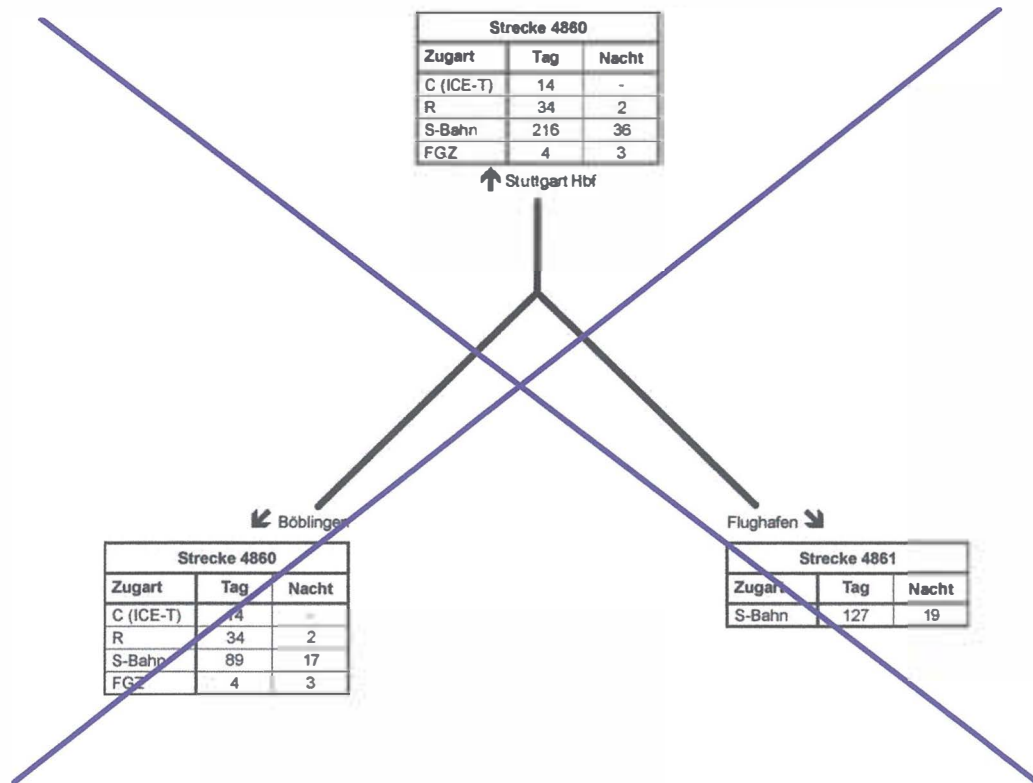 Strecke 4860
Zugart Tag Nacht
C (ICE-T) 14 -
R 34 2
S-Bahn 216 36
FGZ 4 3
Stuttgart Hbf
Böblingen
Flughafen
Strecke 4860
Zugart Tag Nacht
C (ICE-T) 14 -
R 34 2
S-Bahn 89 17
FGZ 4 3
Strecke 4861
Zugart Tag Nacht
S-Bahn 127 19